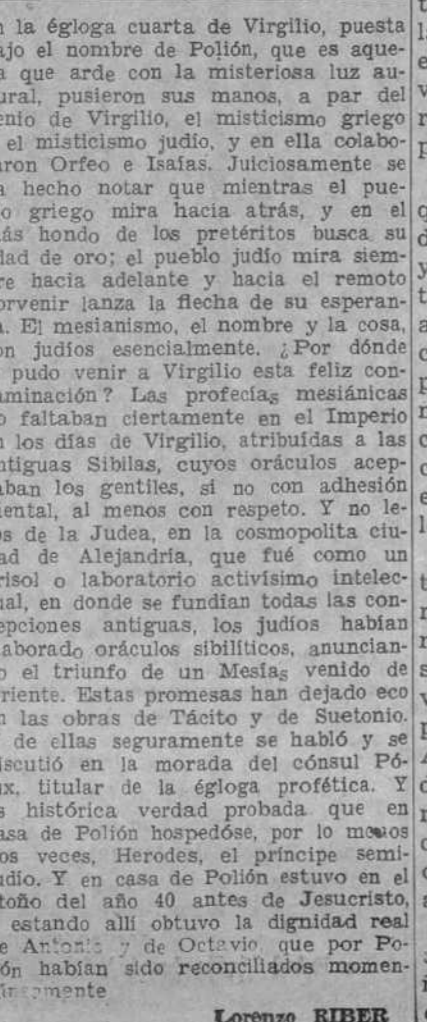 n la égloga cuarta de Virgilio, puesta
ajo el nombre de Polión, que es aque-
a que arde con la misteriosa luz au-
ural, pusieron sus manos, a par del
enio de Virgilio, el misticismo griego
el misticismo judío, y en ella colabo-
aron Orfeo e Isaías. Juiciosamente se
a hecho notar que mientras el pue-
o griego mira hacia atrás, y en el
ás hondo de los pretéritos busca su
dad de oro; el pueblo judío mira siem-
re hacia adelante y hacia el remoto
orvenir lanza la flecha de su esperan-
a. El mesianismo, el nombre y la cosa,
on judíos esencialmente. ¿Por dónde
pudo venir a Virgilio esta feliz con-
aminación? Las profecías mesiánicas
o faltaban ciertamente en el Imperio
n los días de Virgilio, atribuídas a las
ntiguas Sibilas, cuyos oráculos acep-
aban los gentiles, si no con adhesión
ental, al menos con respeto. Y no le-
os de la Judea, en la cosmopolita ciu-
ad de Alejandría, que fué como un
risol o laboratorio activísimo intelec-
ual, en donde se fundían todas las con-
epciones antiguas, los judíos habían
laborado oráculos sibilíticos, anuncian-
o el triunfo de un Mesías venido de
riente. Estas promesas han dejado eco
n las obras de Tácito y de Suetonio.
de ellas seguramente se habló y se
iscutió en la morada del cónsul Pó-
ux, titular de la égloga profética. Y
s histórica verdad probada que en
asa de Polión hospedóse, por lo menos
os veces, Herodes, el príncipe semi-
udío. Y en casa de Polión estuvo en el
toño del año 40 antes de Jesucristo,
estando allí obtuvo la dignidad real
e Antonio y de Octavio, que por Po-
ón habían sido reconciliados momen-
áneamente
Lorenzo RIBER